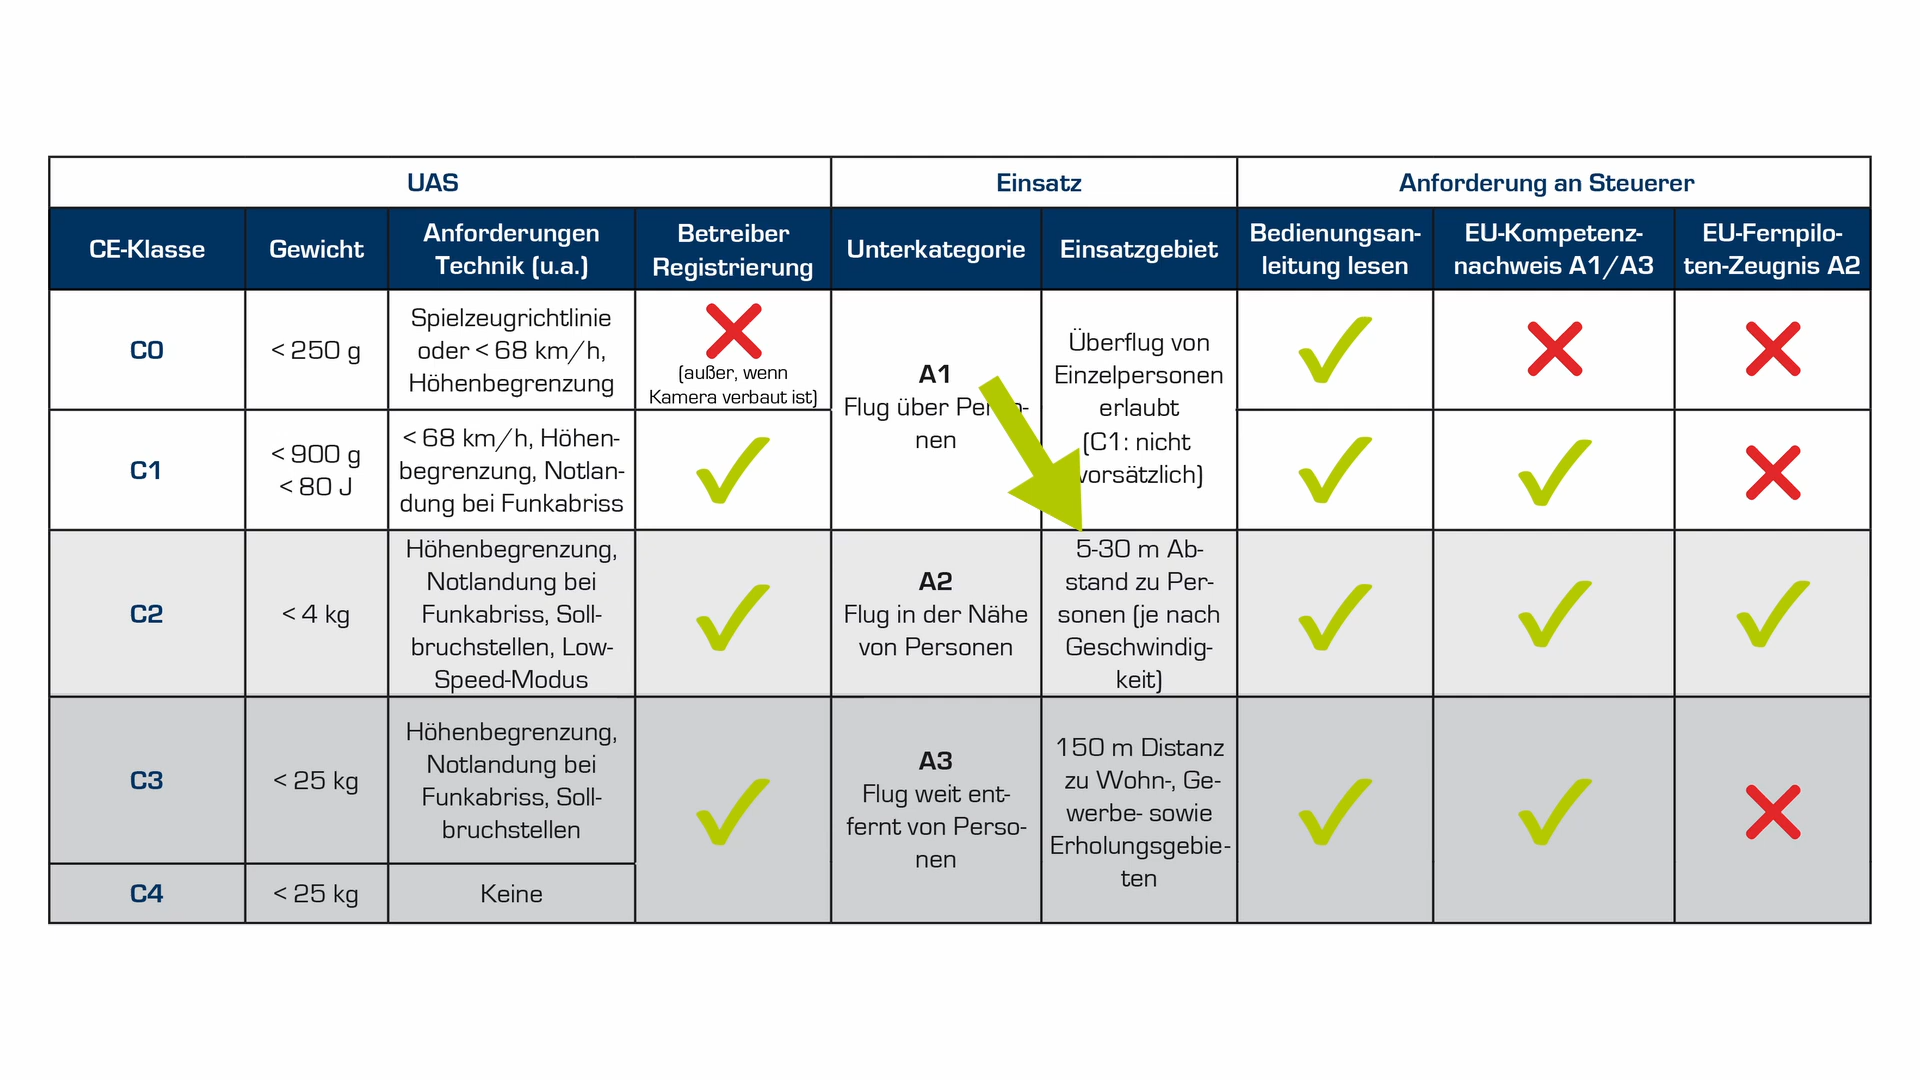 UAS
Einsatz
Anforderung an Steuerer
CE-Klasse
Gewicht
Anforderungen
Technik (u.a.)
Betreiber
Registrierung
Unterkategorie
Einsatzgebiet
Bedienungsan-
leitung lesen
EU-Kompetenz-
nachweis A1/A3
EU-Fernpilo-
ten-Zeugnis A2
C0
< 250 g
Spielzeugrichtlinie
oder < 68 km/h,
Höhenbegrenzung
(außer, wenn
Kamera verbaut ist)
A1
Flug über Perso-
nen
Überflug von
Einzelpersonen
erlaubt
(C1: nicht
vorsätzlich)
C1
< 900 g
< 80 J
< 68 km/h, Höhen-
begrenzung, Notlan-
dung bei Funkabriss
C2
< 4 kg
Höhenbegrenzung,
Notlandung bei
Funkabriss, Soll-
bruchstellen, Low-
Speed-Modus
A2
Flug in der Nähe
von Personen
5-30 m Ab-
stand zu Per-
sonen (je nach
Geschwindig-
keit)
C3
< 25 kg
Höhenbegrenzung,
Notlandung bei
Funkabriss, Soll-
bruchstellen
A3
Flug weit ent-
fernt von Perso-
nen
150 m Distanz
zu Wohn-, Ge-
werbe- sowie
Erholungsgebie-
ten
C4
< 25 kg
Keine